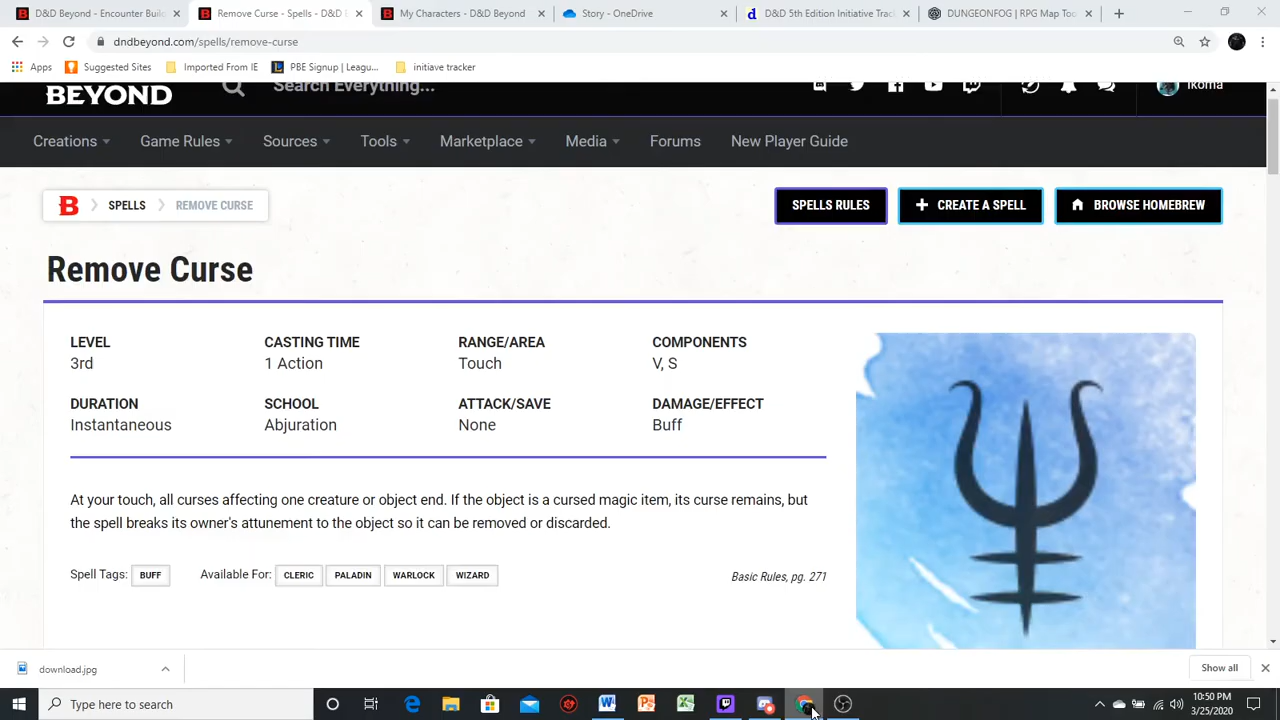 D&D Beyond - Encounter Build
Remove Curse - Spells - D&D
My Characters - D&D Beyond
Story - OneDrive
D&D 5th Edition Initiative Track
DUNGEONFOG | RPG Map Too
dndbeyond.com/spells/remove-curse
Apps
Suggested Sites
Imported From IE
PBE Signup | Leagu...
initiave tracker
BEYOND
Search Everything...
Ikoma
Creations
Game Rules
Sources
Tools
Marketplace
Media
Forums
New Player Guide
SPELLS
REMOVE CURSE
SPELLS RULES
CREATE A SPELL
BROWSE HOMEBREW
Remove Curse
LEVEL CASTING TIME RANGE/AREA COMPONENTS
3rd 1 Action Touch V, S
DURATION SCHOOL ATTACK/SAVE DAMAGE/EFFECT
Instantaneous Abjuration None Buff
At your touch, all curses affecting one creature or object end. If the object is a cursed magic item, its curse remains, but
the spell breaks its owner's attunement to the object so it can be removed or discarded.
Spell Tags: BUFF Available For: CLERIC PALADIN WARLOCK WIZARD Basic Rules, pg. 271
download.jpg
Show all
Type here to search
10:50 PM
3/25/2020